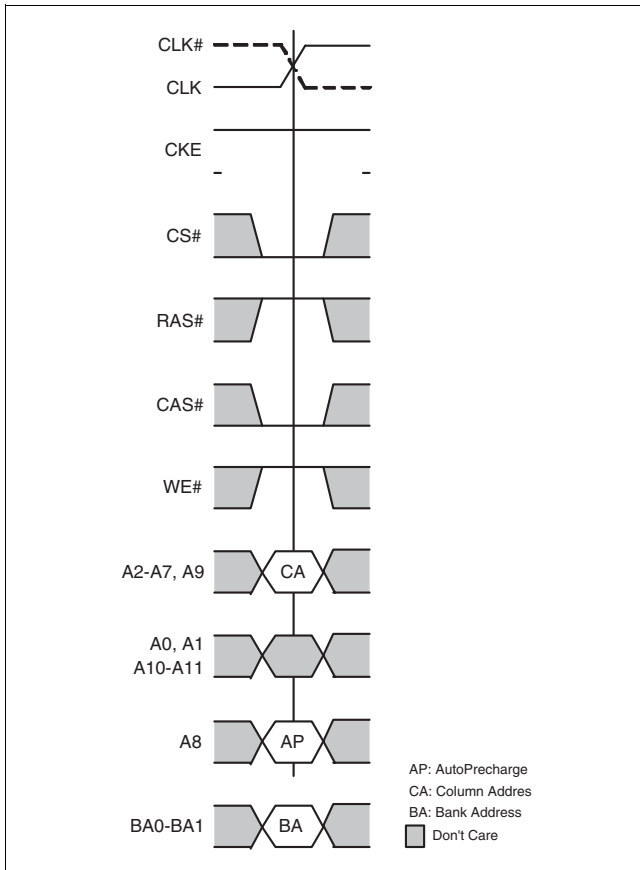 CLK#
CLK
CKE
CS#
RAS#
CAS#
WE#
A2-A7, A9
CA
A0, A1
A10-A11
A8
AP
BA0-BA1
BA
AP: AutoPrecharge
CA: Column Addres
BA: Bank Address
Don't Care